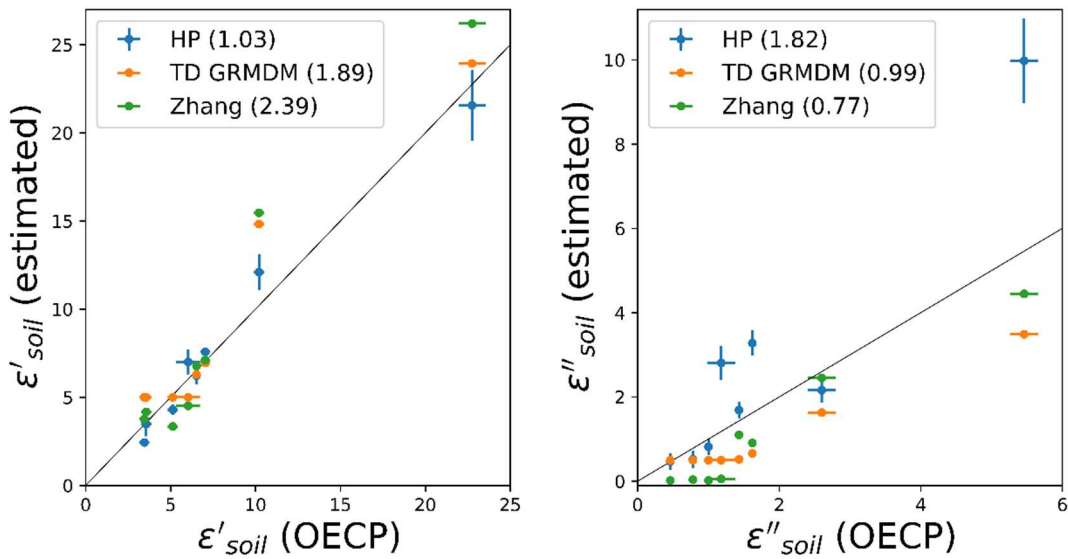 HP (1.03)
TD GRMDM (1.89)
Zhang (2.39)
25
20
15
10
5
0
0
5
10
15
20
25
ε'soil (estimated)
ε'soil (OECP)
HP (1.82)
TD GRMDM (0.99)
Zhang (0.77)
10
8
6
4
2
0
0
2
4
6
ε''soil (estimated)
ε''soil (OECP)